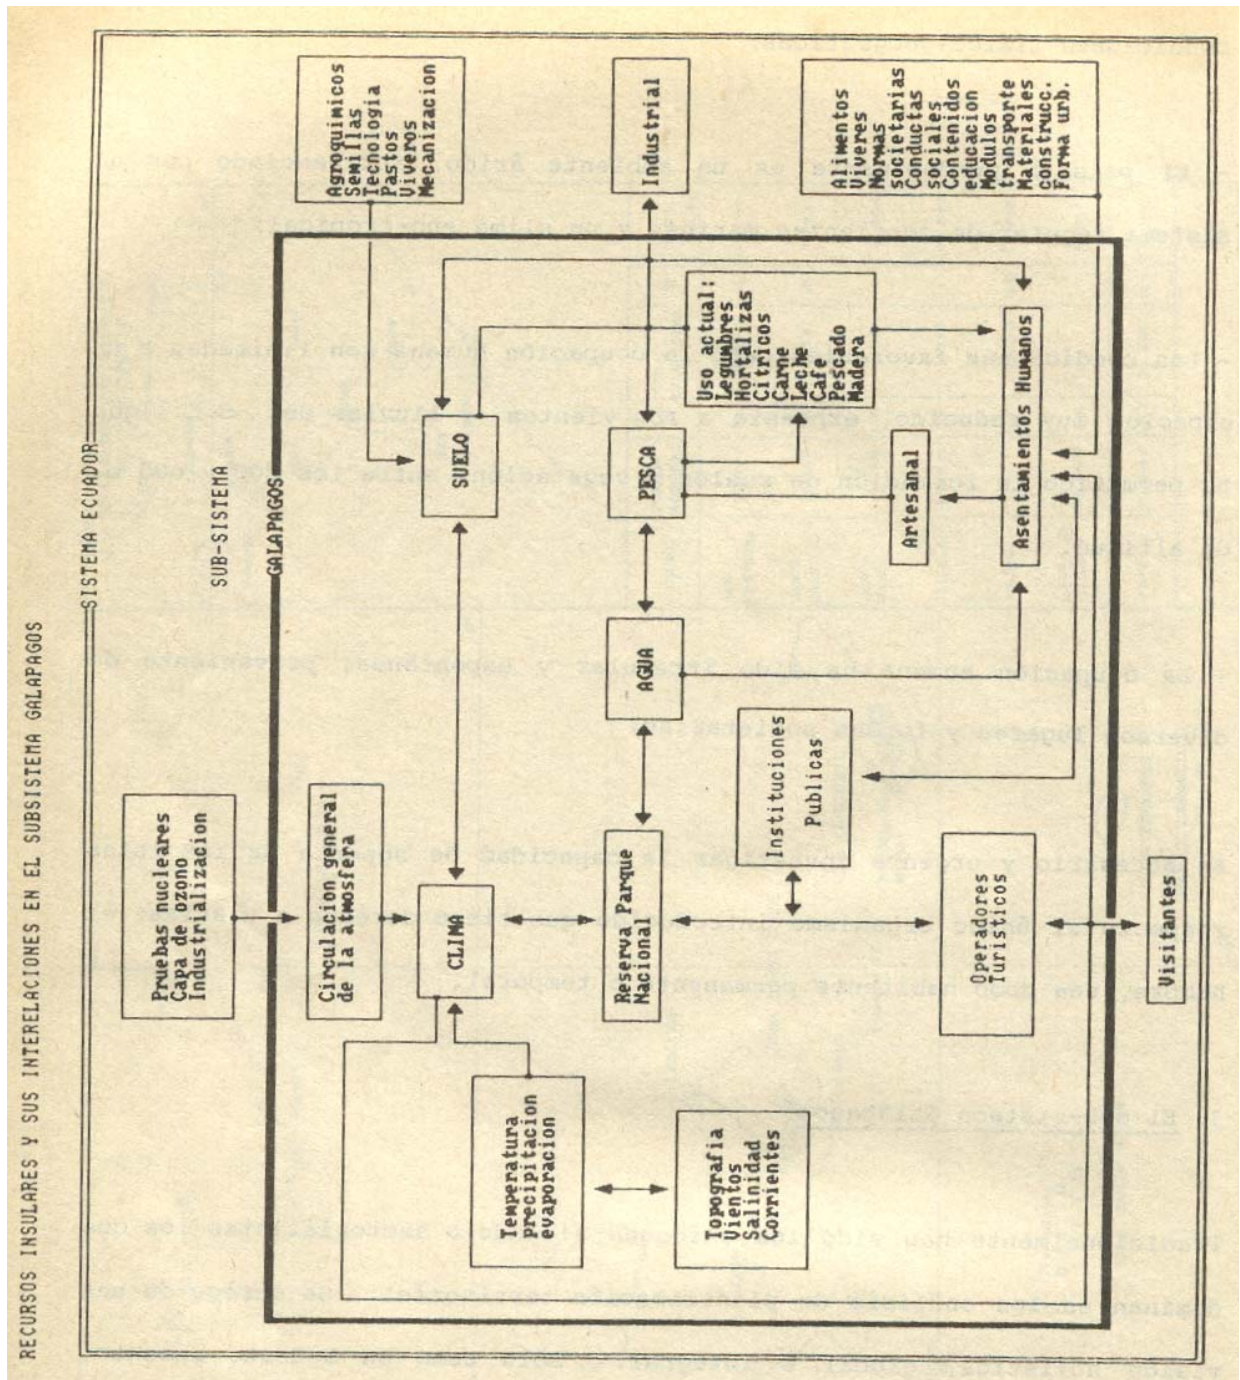 RECURSOS INSULARES Y SUS INTERELACIONES EN EL SUBSISTEMA GALAPAGOS
SISTEMA ECUADOR
SUB-SISTEMA
GALAPAGOS
Pruebas nucleares
Capa de ozono
Industrializacion
Circulacion general
de la atmosfera
Agroquimicos
Semillas
Tecnologia
Pastos
Viveros
Mecanizacion
CLIMA
SUELO
Temperatura
precipitacion
evaporacion
Topografia
Vientos
Salinidad
Corrientes
Reserva Parque
Nacional
AGUA
PESCA
Industrial
Uso actual:
Legumbres
Hortalizas
Citricos
Carne
Leche
Cafe
Pescado
Madera
Instituciones
Publicas
Artesanal
Operadores
Turisticos
Asentamientos Humanos
Alimentos
Viveres
Normas
societarias
Conductas
sociales
Contenidos
educacion
Modulos
transporte
Materiales
construcc.
Forma urb.
Visitantes